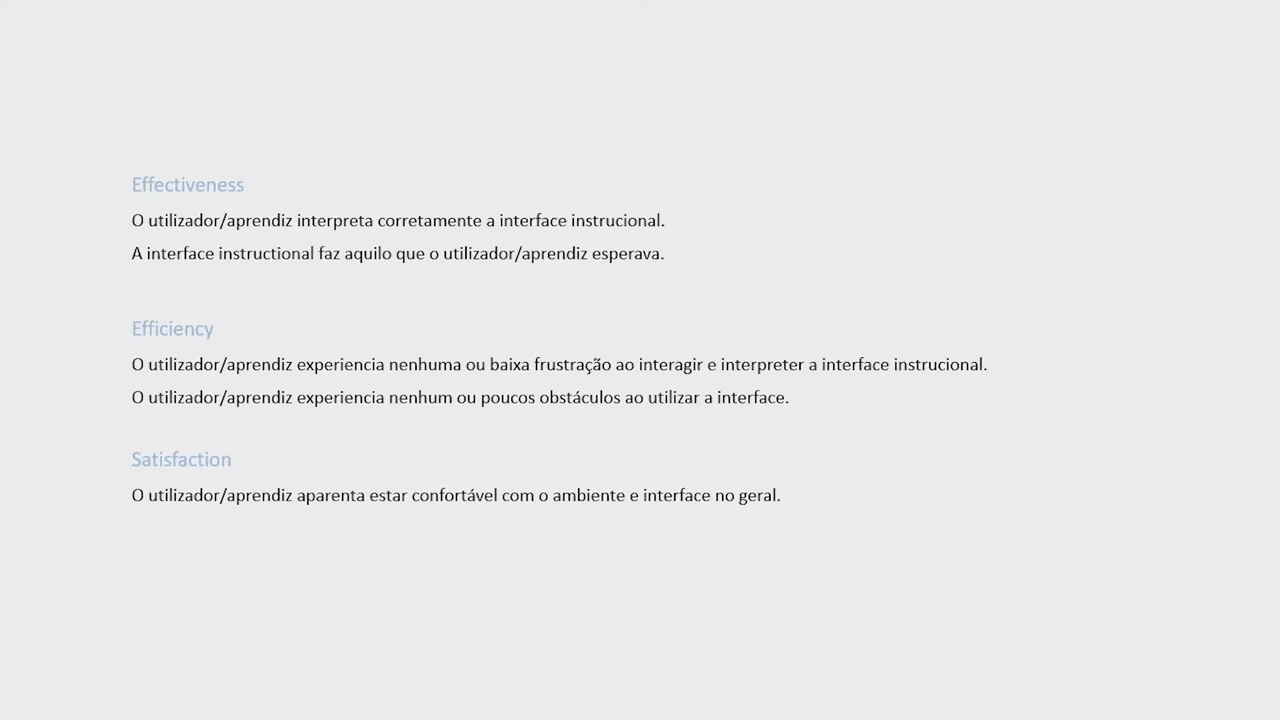 Effectiveness
O utilizador/aprendiz interpreta corretamente a interface instrucional.
A interface instructional faz aquilo que o utilizador/aprendiz esperava.
Efficiency
O utilizador/aprendiz experiencia nenhuma ou baixa frustração ao interagir e interpreter a interface instrucional.
O utilizador/aprendiz experiencia nenhum ou poucos obstáculos ao utilizar a interface.
Satisfaction
O utilizador/aprendiz aparenta estar confortável com o ambiente e interface no geral.